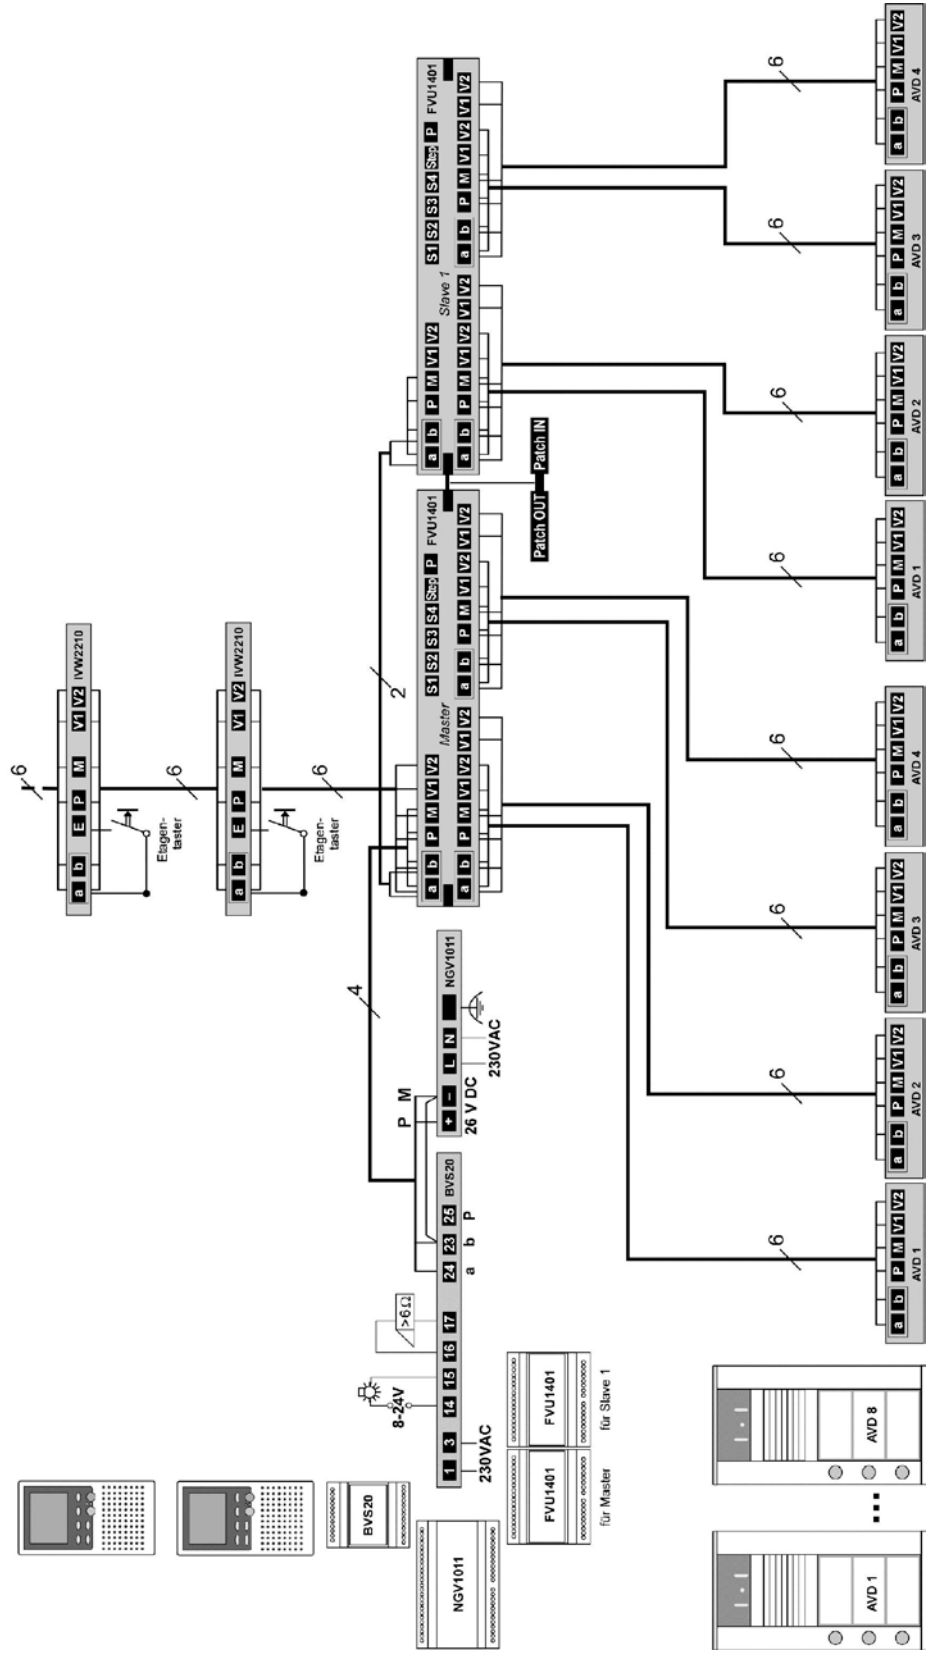 6
a b E P M V1 V2 IVW2210
Etagen-
taster
6
a b E P M V1 V2 IVW2210
Etagen-
taster
6
4
2
8-24V
>6Ω
P M
1 3 14 15 16 17 24 23 25 BVS20
230VAC
a b P
+ − L N NGV1011
26 V DC
230VAC
a b P M V1 V2
Master
S1 S2 S3 S4 Step P FVU1401
a b P M V1 V2 V1 V2
a b P M V1 V2 V1 V2
a b P M V1 V2
Slave 1
S1 S2 S3 S4 Step P FVU1401
a b P M V1 V2 V1 V2
a b P M V1 V2 V1 V2
Patch OUT Patch IN
BVS20
NGV1011
FVU1401
für Master
FVU1401
für Slave 1
6
6
6
6
6
6
6
6
AVD 1
...
AVD 8
a b P M V1 V2
AVD 1
a b P M V1 V2
AVD 2
a b P M V1 V2
AVD 3
a b P M V1 V2
AVD 4
a b P M V1 V2
AVD 1
a b P M V1 V2
AVD 2
a b P M V1 V2
AVD 3
a b P M V1 V2
AVD 4